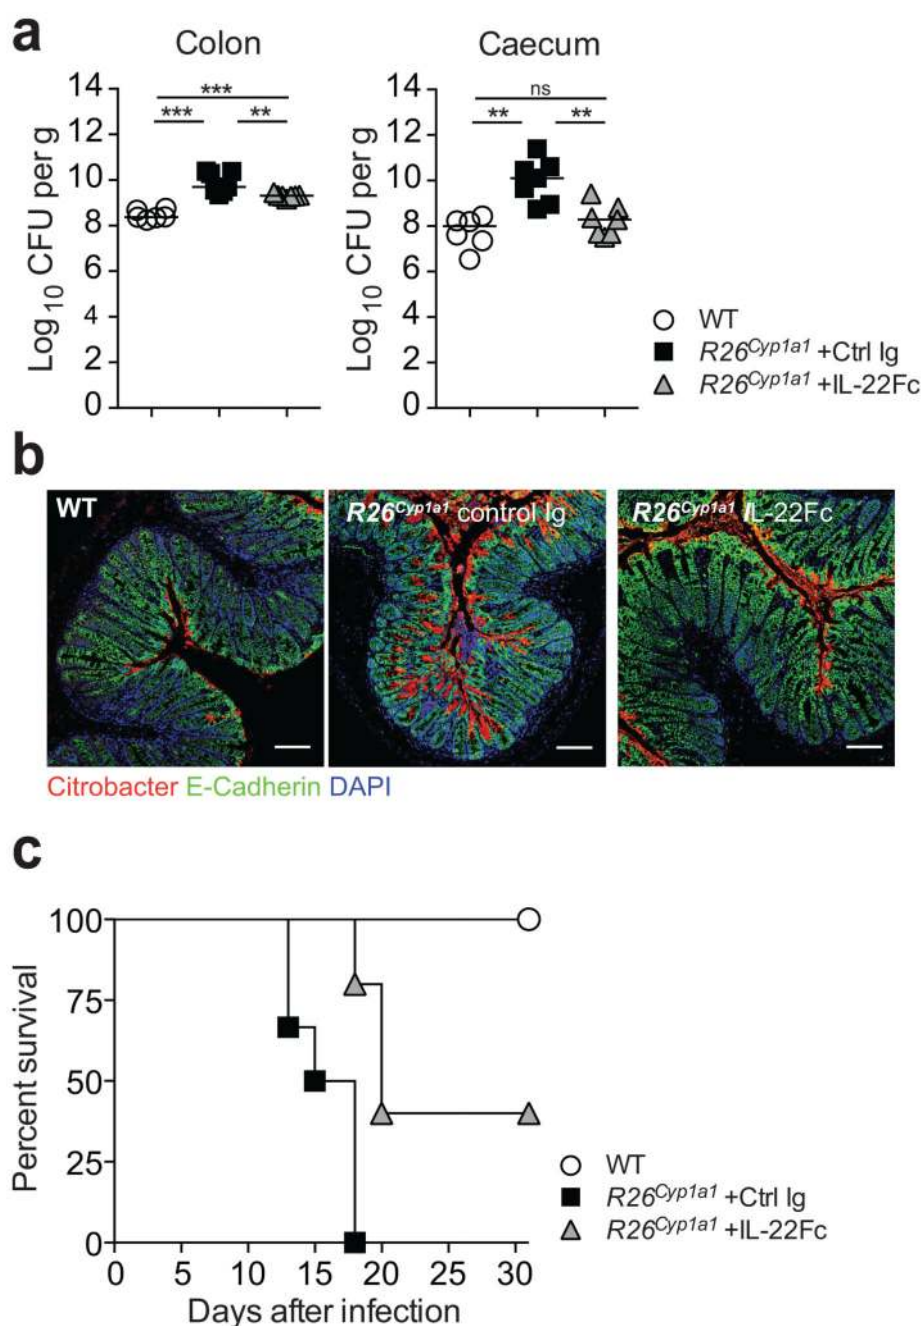 a
Colon
Caecum
Log10 CFU per g
14
12
10
8
6
4
2
0
***
***
**
Log10 CFU per g
14
12
10
8
6
4
2
0
ns
**
**
WT
R26Cyp1a1 +Ctrl Ig
R26Cyp1a1 +IL-22Fc
b
WT
R26Cyp1a1 control Ig
R26Cyp1a1 IL-22Fc
Citrobacter E-Cadherin DAPI
c
Percent survival
100
75
50
25
0
0 5 10 15 20 25 30
Days after infection
WT
R26Cyp1a1 +Ctrl Ig
R26Cyp1a1 +IL-22Fc